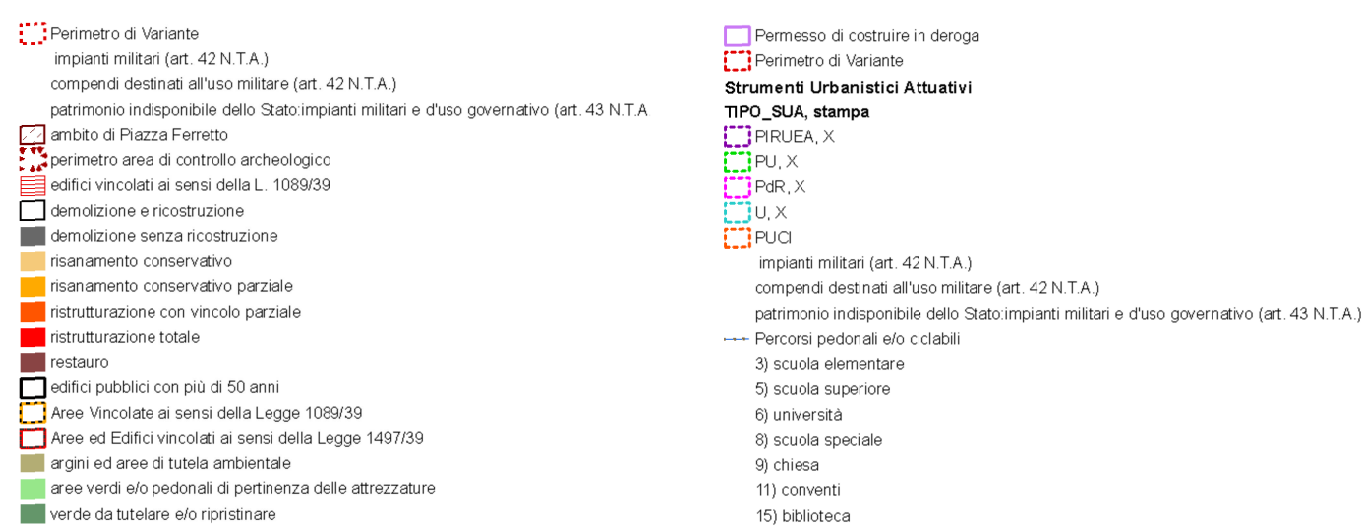 Perimetro di Variante
impianti militari (art. 42 N.T.A.)
compendi destinati all'uso militare (art. 42 N.T.A.)
patrimonio indisponibile dello Stato:impianti militari e d'uso governativo (art. 43 N.T.A
ambito di Piazza Ferretto
perimetro area di controllo archeologico
edifici vincolati ai sensi della L. 1089/39
demolizione e ricostruzione
demolizione senza ricostruzione
risanamento conservativo
risanamento conservativo parziale
ristrutturazione con vincolo parziale
ristrutturazione totale
restauro
edifici pubblici con più di 50 anni
Aree Vincolate ai sensi della Legge 1089/39
Aree ed Edifici vincolati ai sensi della Legge 1497/39
argini ed aree di tutela ambientale
aree verdi e/o pedonali di pertinenza delle attrezzature
verde da tutelare e/o ripristinare
Permesso di costruire in deroga
Perimetro di Variante
Strumenti Urbanistici Attuativi
TIPO_SUA, stampa
PIRUEA, X
PU, X
PdR, X
U, X
PUCI
impianti militari (art. 42 N.T.A.)
compendi destinati all'uso militare (art. 42 N.T.A.)
patrimonio indisponibile dello Stato:impianti militari e d'uso governativo (art. 43 N.T.A.)
Percorsi pedonali e/o ciclabili
3) scuola elementare
5) scuola superiore
6) università
8) scuola speciale
9) chiesa
11) conventi
15) biblioteca